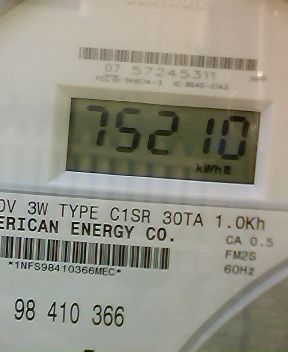 07 57245311
75210
kWh
0V 3W TYPE C1SR 30TA 1.0Kh
ERICAN ENERGY CO.
CA 0.5
*1NFS98410366MEC*
FM2S
60Hz
98 410 366